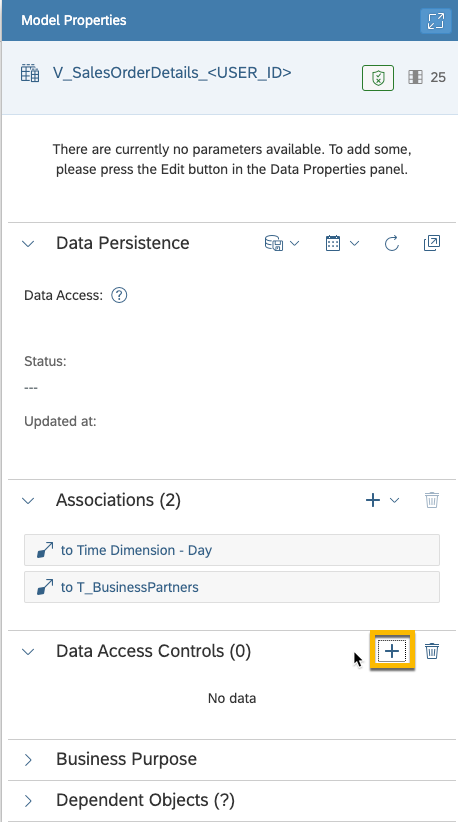 Model Properties
V_SalesOrderDetails_<USER_ID>
25
There are currently no parameters available. To add some,
please press the Edit button in the Data Properties panel.
Data Persistence
Data Access: ?
Status:
---
Updated at:
Associations (2)
to Time Dimension - Day
to T_BusinessPartners
Data Access Controls (0)
No data
Business Purpose
Dependent Objects (?)